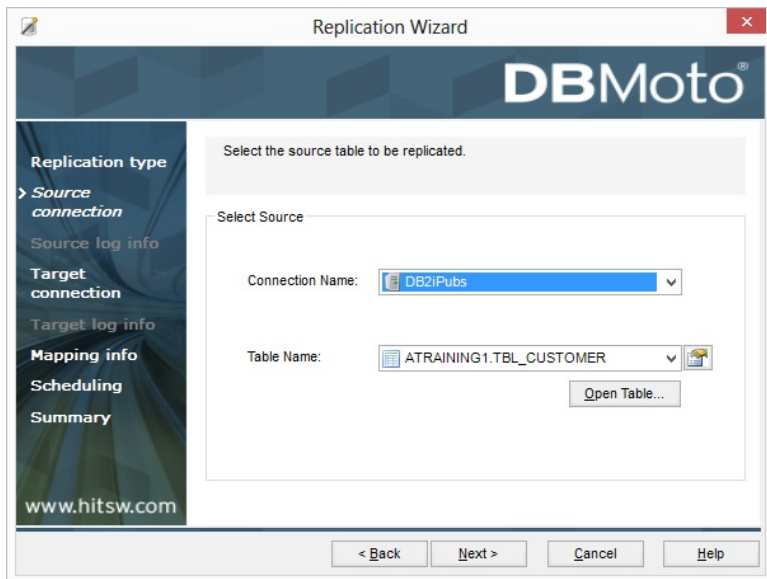 Replication Wizard
DBMoto®
Replication type
Source
connection
Source log info
Target
connection
Target log info
Mapping info
Scheduling
Summary
www.hitsw.com
Select the source table to be replicated.
Select Source
Connection Name:
DB2iPubs
Table Name:
ATRAINING1.TBL_CUSTOMER
Open Table...
< Back
Next >
Cancel
Help